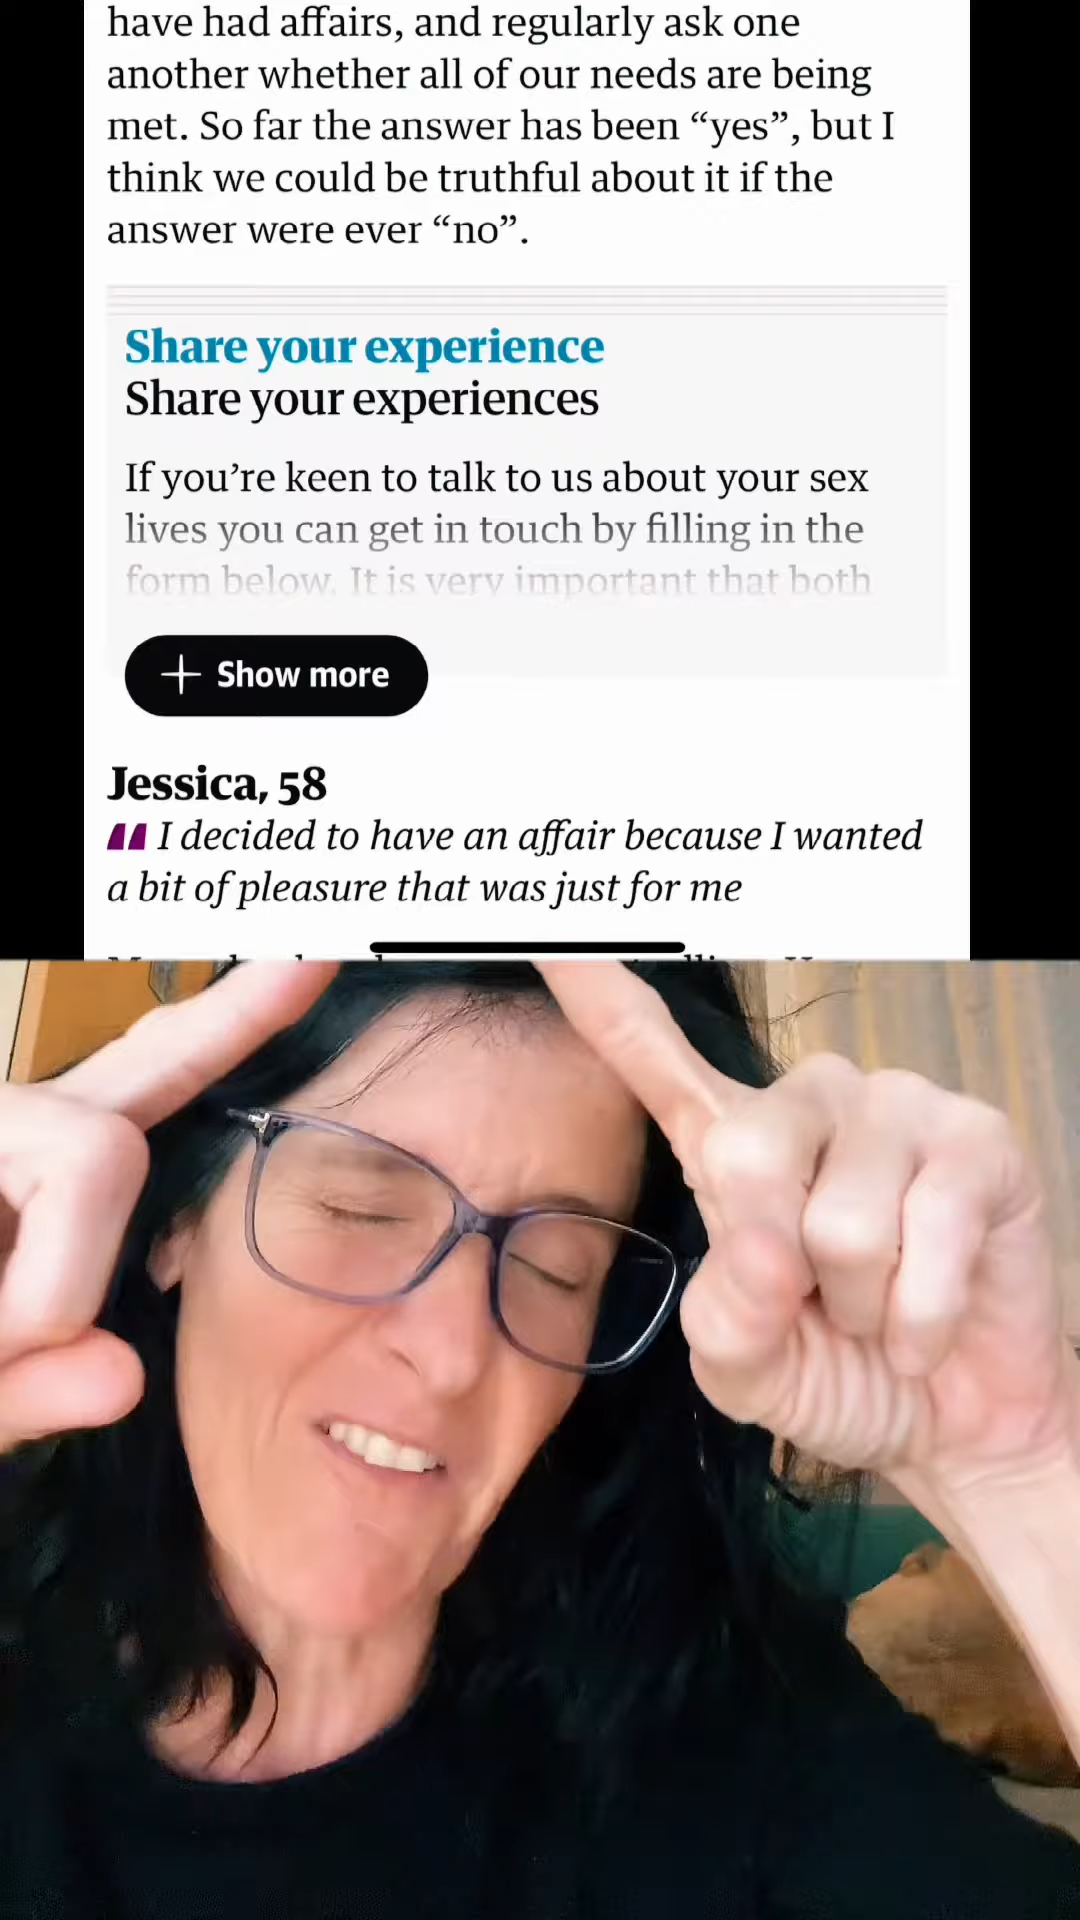 have had affairs, and regularly ask one
another whether all of our needs are being
met. So far the answer has been “yes”, but I
think we could be truthful about it if the
answer were ever “no”.
Share your experience
Share your experiences
If you’re keen to talk to us about your sex
lives you can get in touch by filling in the
form below. It is very important that both
+ Show more
Jessica, 58
“I decided to have an affair because I wanted
a bit of pleasure that was just for me